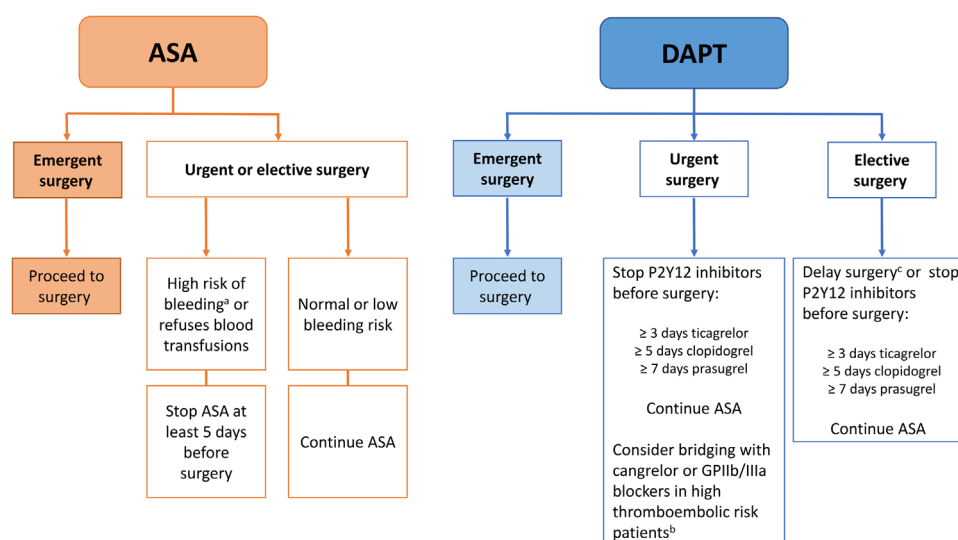 ASA
Emergent
surgery
Urgent or elective surgery
Proceed to
surgery
High risk of
bleedingᵃ or
refuses blood
transfusions
Normal or low
bleeding risk
Stop ASA at
least 5 days
before
surgery
Continue ASA
DAPT
Emergent
surgery
Urgent
surgery
Elective
surgery
Proceed to
surgery
Stop P2Y12 inhibitors
before surgery:
≥ 3 days ticagrelor
≥ 5 days clopidogrel
≥ 7 days prasugrel
Continue ASA
Consider bridging with
cangrelor or GPIIb/IIIa
blockers in high
thromboembolic risk
patientsᵇ
Delay surgeryᶜ or stop
P2Y12 inhibitors
before surgery:
≥ 3 days ticagrelor
≥ 5 days clopidogrel
≥ 7 days prasugrel
Continue ASA